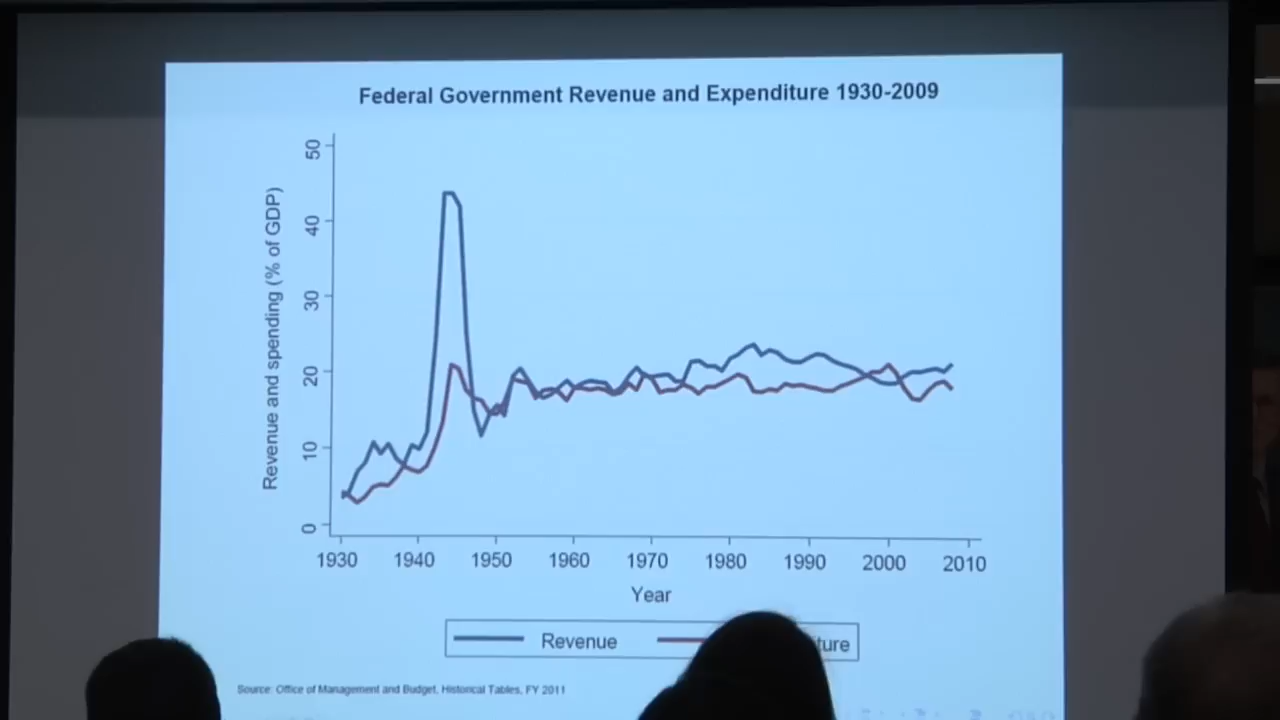 Federal Government Revenue and Expenditure 1930-2009
Revenue and spending (% of GDP)
50
40
30
20
10
0
1930 1940 1950 1960 1970 1980 1990 2000 2010
Year
Revenue
Source: Office of Management and Budget, Historical Tables, FY 2011